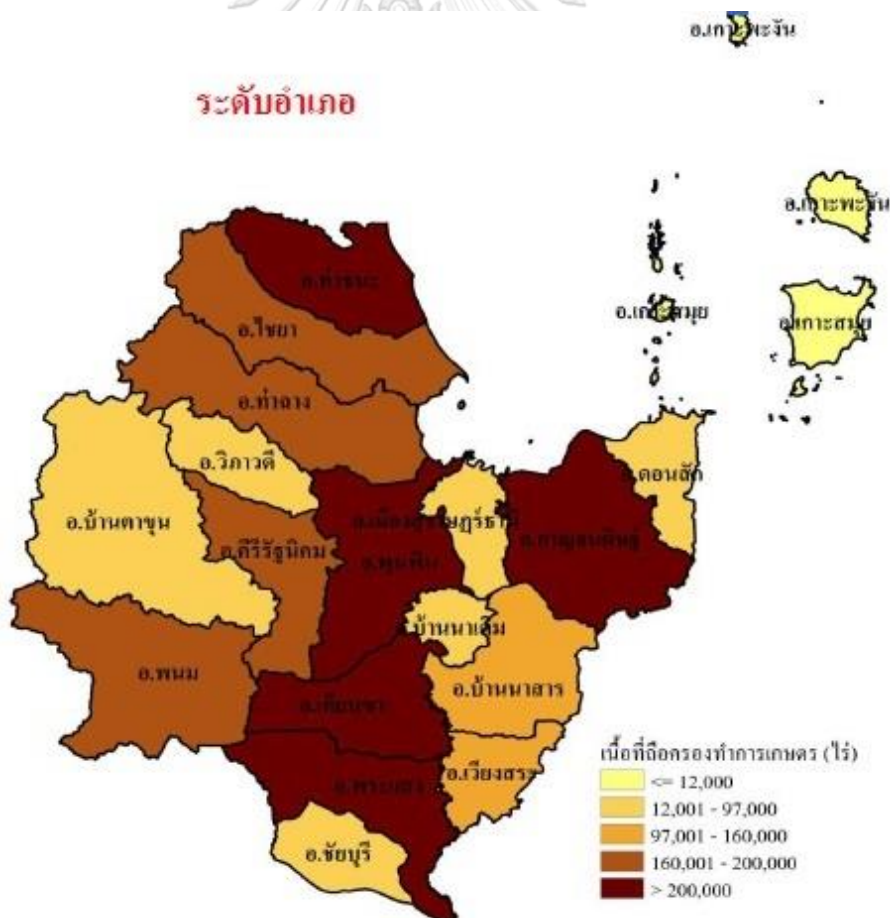 อ.เกาะพะงัน
ระดับอำเภอ
อ.เกาะพะงัน
อ.ท่าชนะ
อ.เกาะสมุย
อ.เกาะสมุย
อ.ไชยา
อ.ท่าฉาง
อ.วิภาวดี
อ.ดอนสัก
อ.บ้านตาขุน
อ.เมืองสุราษฎร์ธานี
อ.คีรีรัฐนิคม
อ.กาญจนดิษฐ์
อ.พุนพิน
อ.บ้านนาเดิม
อ.พนม
อ.บ้านนาสาร
อ.เคียนซา
เนื้อที่ถือครองทำการเกษตร (ไร่)
อ.เวียงสระ
อ.พระแสง
<= 12,000
12,001 - 97,000
97,001 - 160,000
อ.ชัยบุรี
160,001 - 200,000
> 200,000